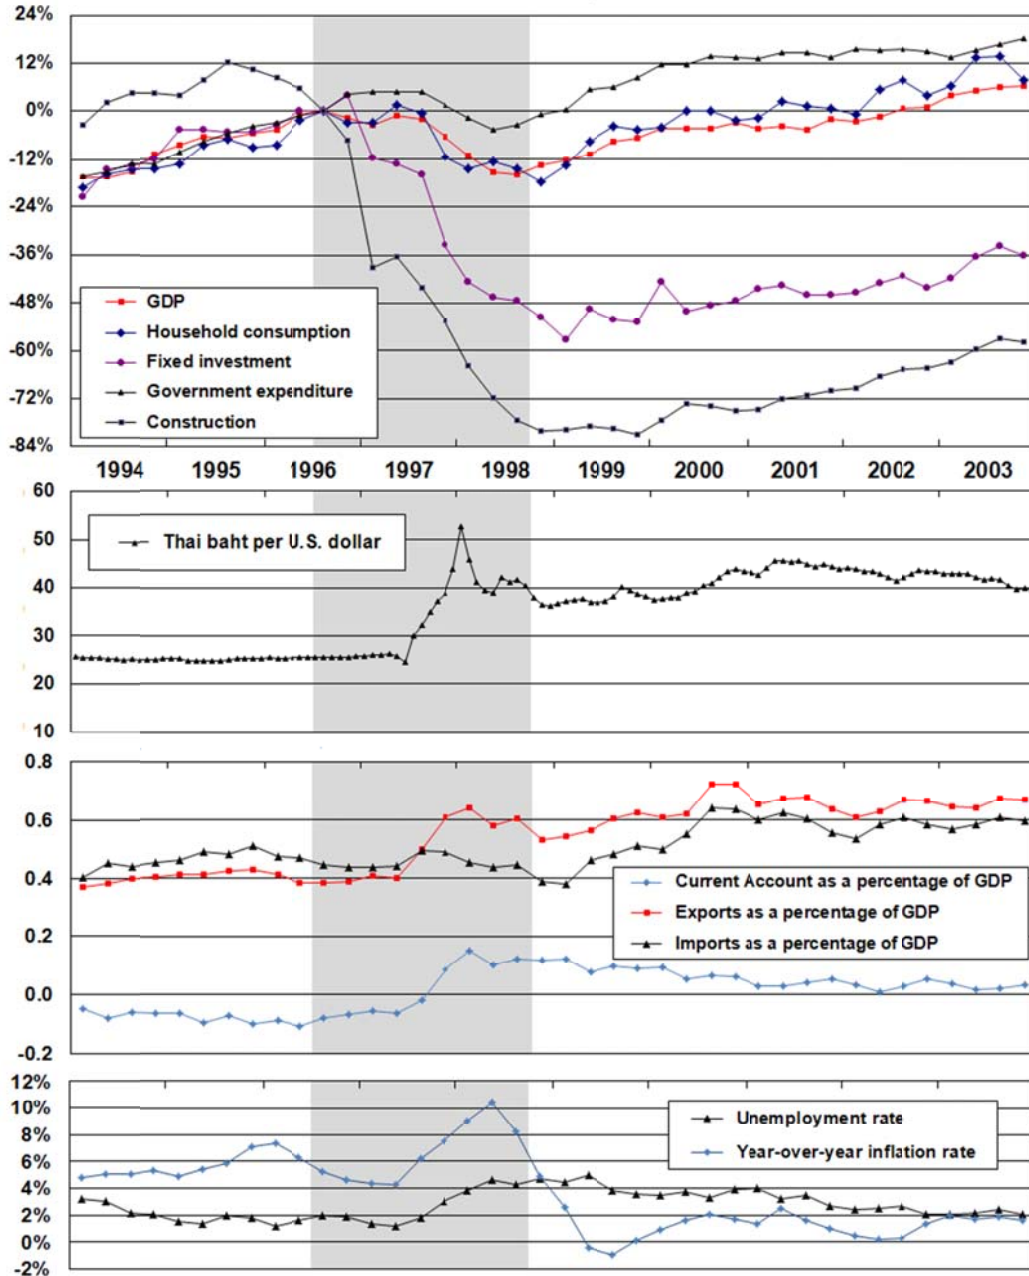 24%
12%
0%
-12%
-24%
-36%
-48%
-60%
-72%
-84%
GDP
Household consumption
Fixed investment
Government expenditure
Construction
1994 1995 1996 1997 1998 1999 2000 2001 2002 2003
60
50
40
30
20
10
Thai baht per U.S. dollar
0.8
0.6
0.4
0.2
0.0
-0.2
Current Account as a percentage of GDP
Exports as a percentage of GDP
Imports as a percentage of GDP
12%
10%
8%
6%
4%
2%
0%
-2%
Unemployment rate
Year-over-year inflation rate